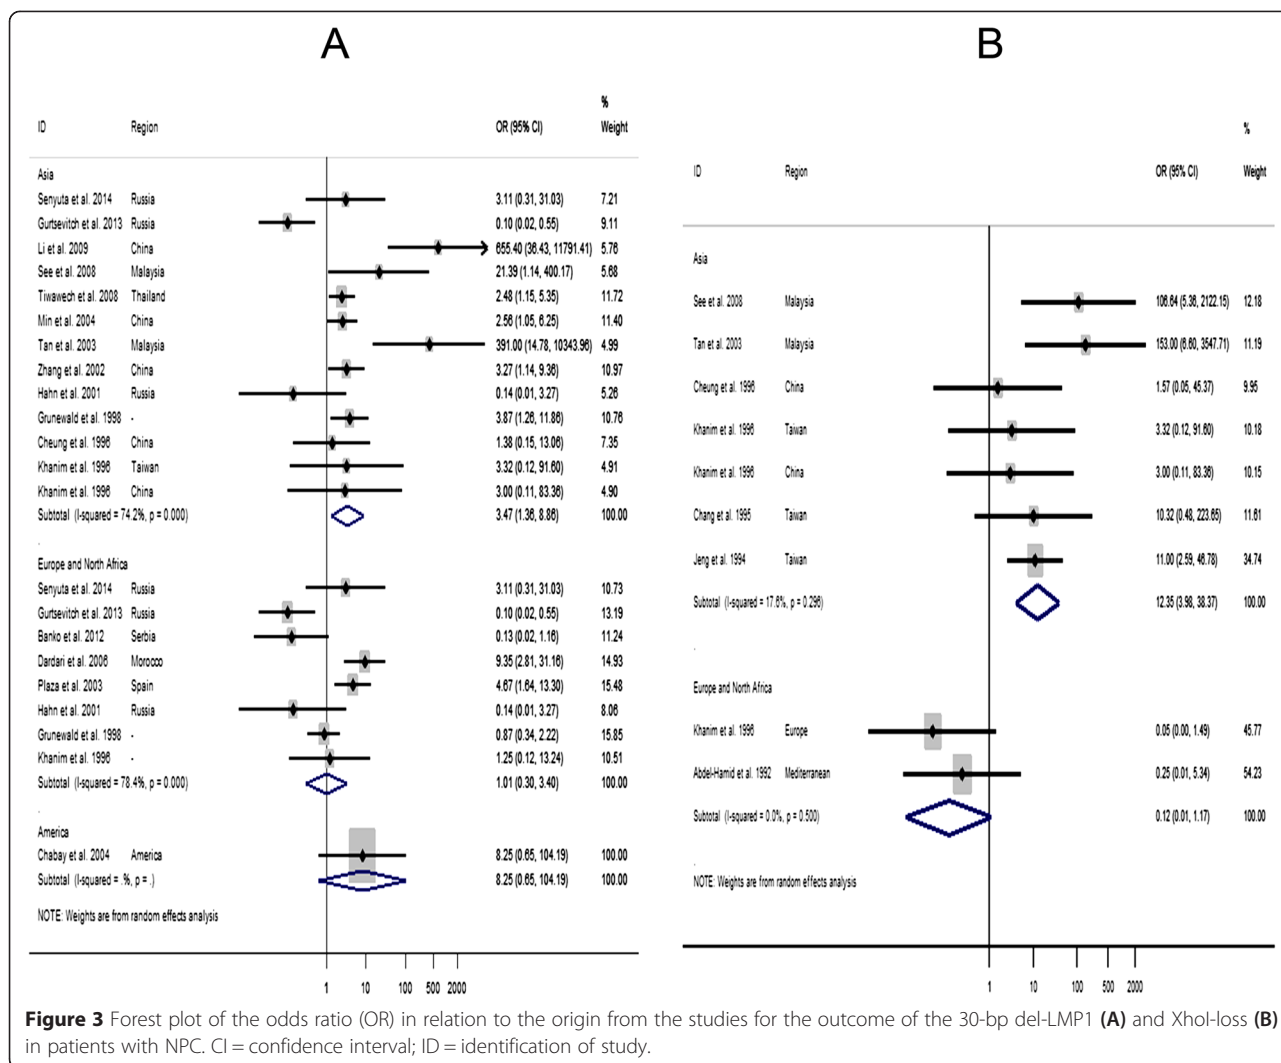 A
%
ID Region OR (95% CI) Weight
Asia
Senyuta et al. 2014 Russia 3.11 (0.31, 31.03) 7.21
Gurtsevitch et al. 2013 Russia 0.10 (0.02, 0.55) 9.11
Li et al. 2009 China 655.40 (36.43, 11791.41) 5.76
See et al. 2008 Malaysia 21.39 (1.14, 400.17) 5.68
Tiwawech et al. 2008 Thailand 2.48 (1.15, 5.35) 11.72
Min et al. 2004 China 2.56 (1.05, 6.25) 11.40
Tan et al. 2003 Malaysia 391.00 (14.78, 10343.96) 4.99
Zhang et al. 2002 China 3.27 (1.14, 9.36) 10.97
Hahn et al. 2001 Russia 0.14 (0.01, 3.27) 5.26
Grunewald et al. 1998 - 3.87 (1.26, 11.86) 10.76
Cheung et al. 1996 China 1.38 (0.15, 13.06) 7.35
Khanim et al. 1996 Taiwan 3.32 (0.12, 91.60) 4.91
Khanim et al. 1996 China 3.00 (0.11, 83.36) 4.90
Subtotal (I-squared = 74.2%, p = 0.000) 3.47 (1.36, 8.86) 100.00
.
Europe and North Africa
Senyuta et al. 2014 Russia 3.11 (0.31, 31.03) 10.73
Gurtsevitch et al. 2013 Russia 0.10 (0.02, 0.55) 13.19
Banko et al. 2012 Serbia 0.13 (0.02, 1.16) 11.24
Dardari et al. 2006 Morocco 9.35 (2.81, 31.16) 14.93
Plaza et al. 2003 Spain 4.67 (1.64, 13.30) 15.48
Hahn et al. 2001 Russia 0.14 (0.01, 3.27) 8.06
Grunewald et al. 1998 - 0.87 (0.34, 2.22) 15.85
Khanim et al. 1996 - 1.25 (0.12, 13.24) 10.51
Subtotal (I-squared = 78.4%, p = 0.000) 1.01 (0.30, 3.40) 100.00
.
America
Chabay et al. 2004 America 8.25 (0.65, 104.19) 100.00
Subtotal (I-squared = .%, p = .) 8.25 (0.65, 104.19) 100.00
NOTE: Weights are from random effects analysis
1 10 100 500 2000
B
%
ID Region OR (95% CI) Weight
Asia
See et al. 2008 Malaysia 106.64 (5.36, 2122.15) 12.18
Tan et al. 2003 Malaysia 153.00 (6.60, 3547.71) 11.19
Cheung et al. 1996 China 1.57 (0.05, 45.37) 9.95
Khanim et al. 1996 Taiwan 3.32 (0.12, 91.60) 10.18
Khanim et al. 1996 China 3.00 (0.11, 83.36) 10.15
Chang et al. 1995 Taiwan 10.32 (0.48, 223.65) 11.61
Jeng et al. 1994 Taiwan 11.00 (2.59, 46.78) 34.74
Subtotal (I-squared = 17.6%, p = 0.296) 12.35 (3.98, 38.37) 100.00
.
Europe and North Africa
Khanim et al. 1996 Europe 0.05 (0.00, 1.49) 45.77
Abdel-Hamid et al. 1992 Mediterranean 0.25 (0.01, 5.34) 54.23
Subtotal (I-squared = 0.0%, p = 0.500) 0.12 (0.01, 1.17) 100.00
.
NOTE: Weights are from random effects analysis
1 10 100 500 2000
Figure 3 Forest plot of the odds ratio (OR) in relation to the origin from the studies for the outcome of the 30-bp del-LMP1 (A) and XhoI-loss (B)
in patients with NPC. CI = confidence interval; ID = identification of study.